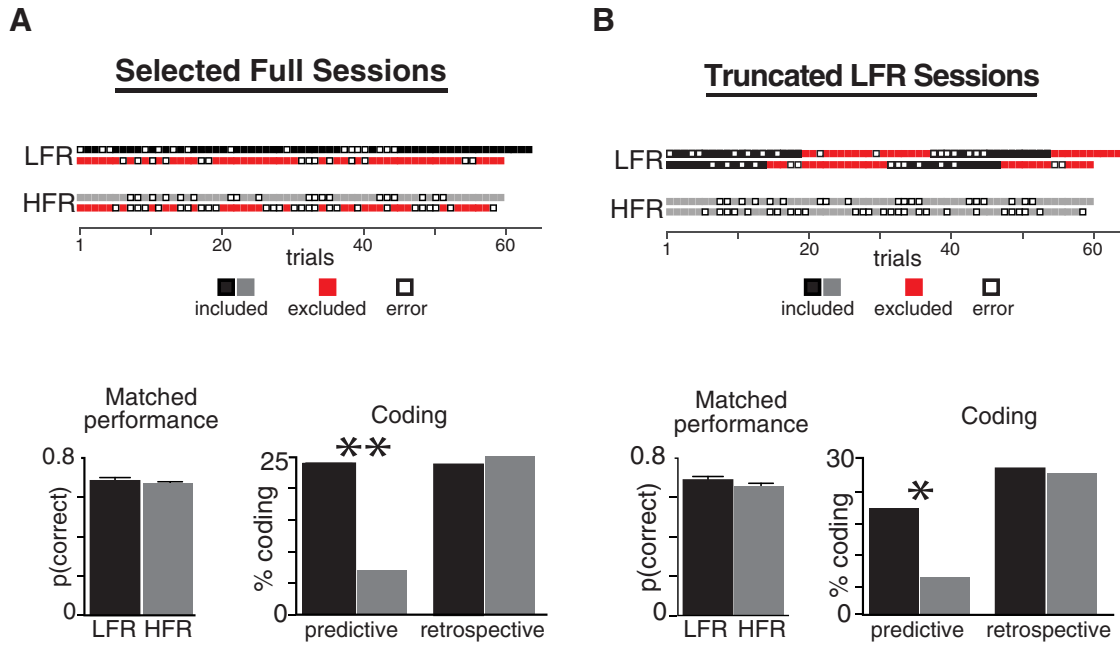 A
Selected Full Sessions
LFR
HFR
1 20 40 60
trials
included excluded error
Matched
performance
0.8
p(correct)
0
LFR HFR
Coding
**
25
% coding
0
predictive retrospective
B
Truncated LFR Sessions
LFR
HFR
1 20 40 60
trials
included excluded error
Matched
performance
0.8
p(correct)
0
LFR HFR
Coding
*
30
% coding
0
predictive retrospective